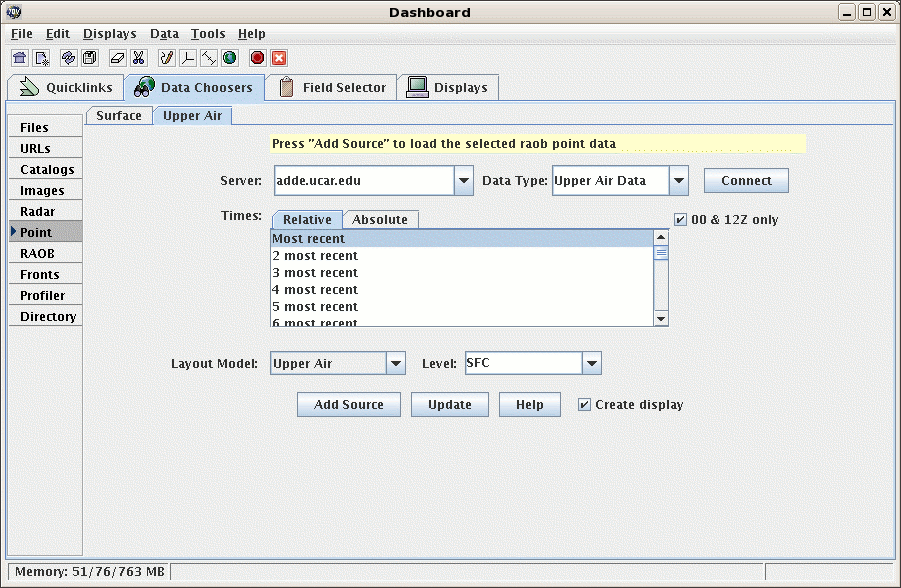 Dashboard
File Edit Displays Data Tools Help
Quicklinks Data Choosers Field Selector Displays
Surface Upper Air
Files
URLs
Catalogs
Images
Radar
Point
RAOB
Fronts
Profiler
Directory
Press "Add Source" to load the selected raob point data
Server: adde.ucar.edu Data Type: Upper Air Data Connect
Times: Relative Absolute 00 & 12Z only
Most recent
2 most recent
3 most recent
4 most recent
5 most recent
6 most recent
Layout Model: Upper Air Level: SFC
Add Source Update Help Create display
Memory: 51/76/763 MB